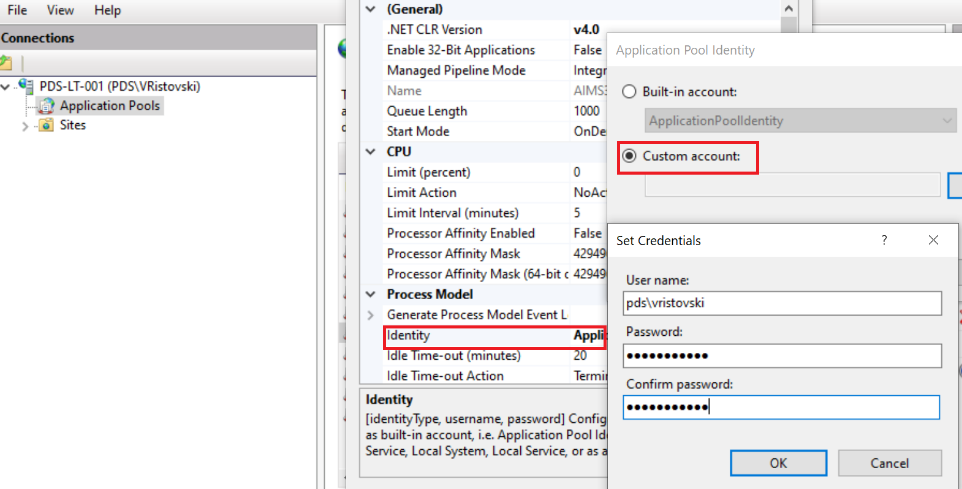 File View Help
Connections
PDS-LT-001 (PDS\VRistovski)
Application Pools
Sites
(General)
.NET CLR Version v4.0
Enable 32-Bit Applications False
Managed Pipeline Mode Integr
Name AIMS3
Queue Length 1000
Start Mode OnDe
CPU
Limit (percent) 0
Limit Action NoAct
Limit Interval (minutes) 5
Processor Affinity Enabled False
Processor Affinity Mask 42949
Processor Affinity Mask (64-bit o 42949
Process Model
Generate Process Model Event L
Identity Applic
Idle Time-out (minutes) 20
Idle Time-out Action Termin
Identity
[identityType, username, password] Config
as built-in account, i.e. Application Pool Ide
Service, Local System, Local Service, or as a
Application Pool Identity
Built-in account:
ApplicationPoolIdentity
Custom account:
Set Credentials ?
User name:
pds\vristovski
Password:
•••••••••••
Confirm password:
•••••••••••
OK Cancel